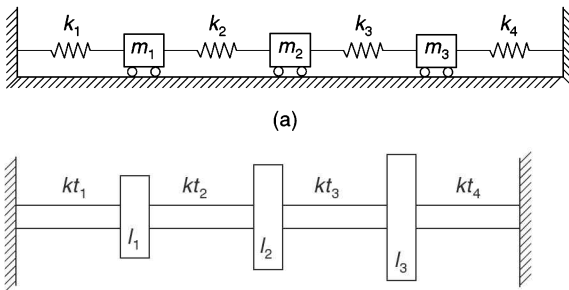 k₁ k₂ k₃ k₄
m₁ m₂ m₃
(a)
kt₁ kt₂ kt₃ kt₄
I₁ I₂ I₃